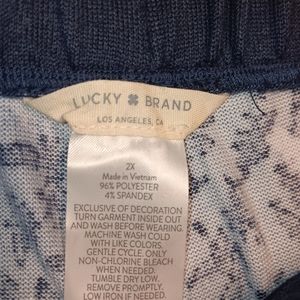 LUCKY BRAND
LOS ANGELES, CA
2X
Made in Vietnam
96% POLYESTER
4% SPANDEX
EXCLUSIVE OF DECORATION
TURN GARMENT INSIDE OUT
AND WASH BEFORE WEARING.
MACHINE WASH COLD
WITH LIKE COLORS.
GENTLE CYCLE. ONLY
NON-CHLORINE BLEACH
WHEN NEEDED.
TUMBLE DRY LOW.
REMOVE PROMPTLY.
LOW IRON IF NEEDED.